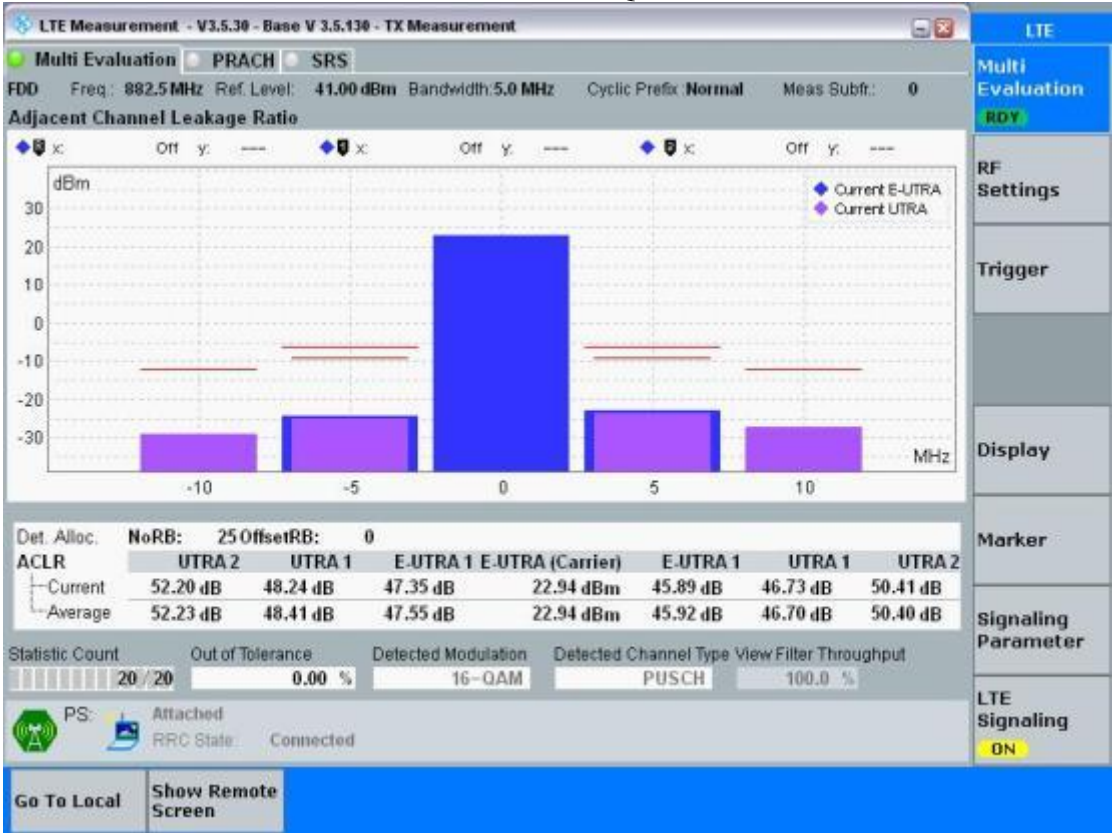 LTE Measurement - V3.5.30 - Base V 3.5.130 - TX Measurement
LTE
Multi Evaluation PRACH SRS
Multi
Evaluation
RDY
FDD Freq.: 882.5 MHz Ref. Level: 41.00 dBm Bandwidth: 5.0 MHz Cyclic Prefix: Normal Meas Subfr.: 0
Adjacent Channel Leakage Ratio
x: Off y: --- x: Off y: --- x: Off y: ---
dBm
Current E-UTRA
Current UTRA
30
20
10
0
-10
-20
-30
MHz
-10 -5 0 5 10
RF
Settings
Trigger
Display
Marker
Signaling
Parameter
LTE
Signaling
ON
Det. Alloc. NoRB: 25 OffsetRB: 0
ACLR UTRA 2 UTRA 1 E-UTRA 1 E-UTRA (Carrier) E-UTRA 1 UTRA 1 UTRA 2
Current 52.20 dB 48.24 dB 47.35 dB 22.94 dBm 45.89 dB 46.73 dB 50.41 dB
Average 52.23 dB 48.41 dB 47.55 dB 22.94 dBm 45.92 dB 46.70 dB 50.40 dB
Statistic Count Out of Tolerance Detected Modulation Detected Channel Type View Filter Throughput
20 / 20 0.00 % 16-QAM PUSCH 100.0 %
PS: Attached
RRC State: Connected
Go To Local
Show Remote
Screen